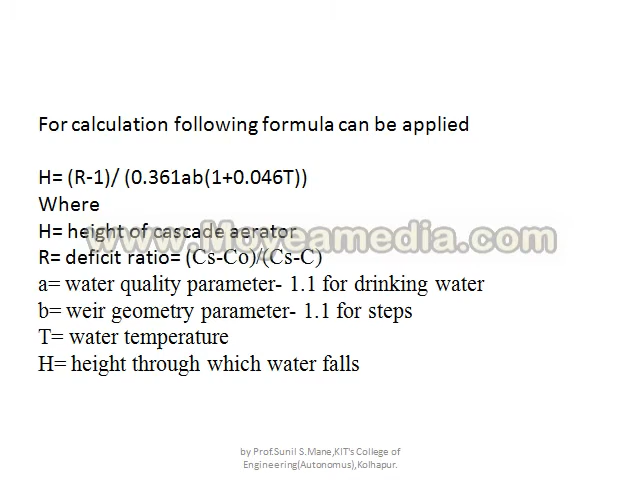 For calculation following formula can be applied
H= (R-1)/ (0.361ab(1+0.046T))
Where
H= height of cascade aerator
www.Moyeamedia.com
R= deficit ratio= (Cs-Co)/(Cs-C)
a= water quality parameter- 1.1 for drinking water
b= weir geometry parameter- 1.1 for steps
T= water temperature
H= height through which water falls
by Prof.Sunil S.Mane,KIT's College of
Engineering(Autonomus),Kolhapur.